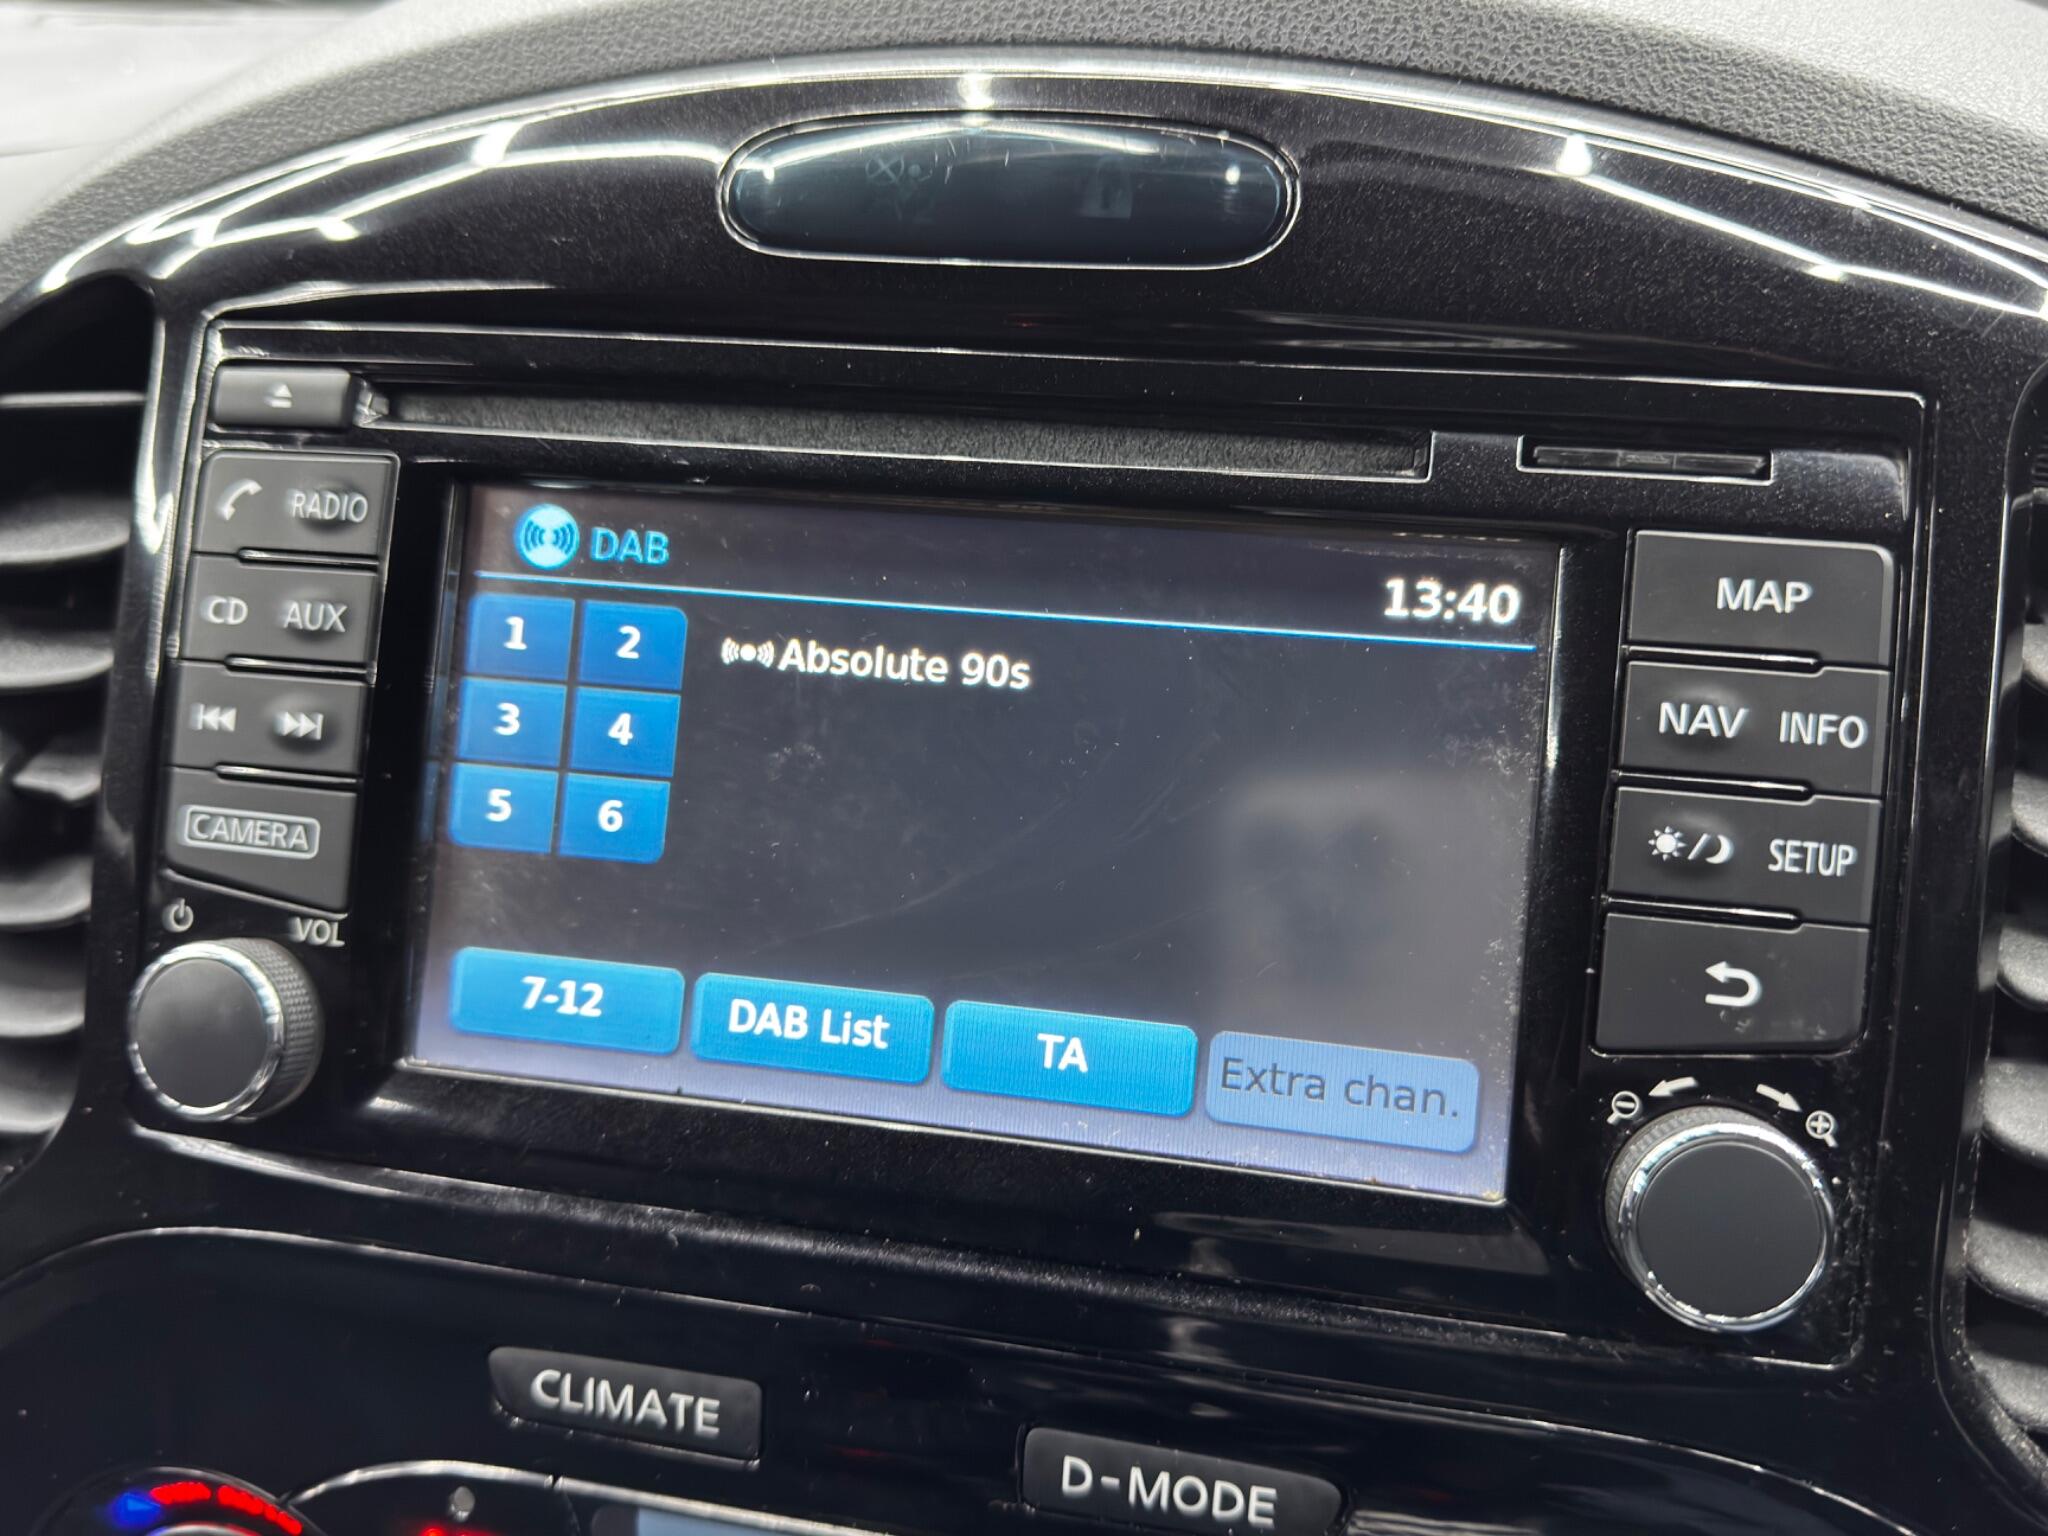 RADIO
CD AUX
CAMERA
VOL
DAB
13:40
1 2
3 4
5 6
Absolute 90s
7-12 DAB List TA Extra chan.
MAP
NAV INFO
SETUP
CLIMATE
D-MODE